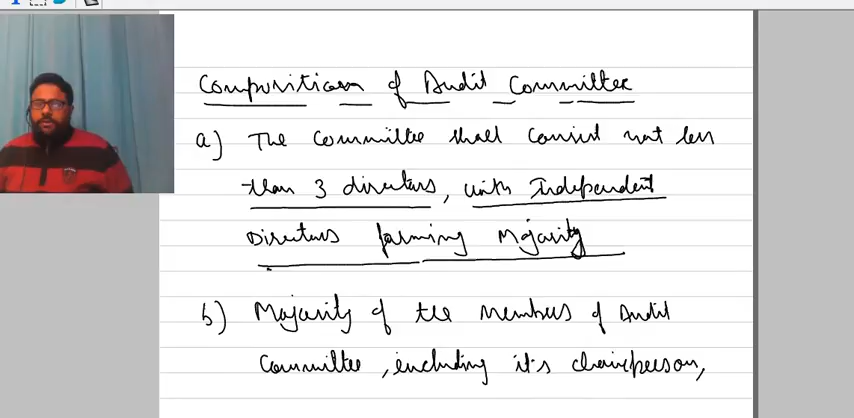 Composition of Audit Committee
a) The Committee shall Consist not less
than 3 directors, with Independent
Directors forming Majority
b) Majority of the members of Audit
Committee, including it's chairperson,